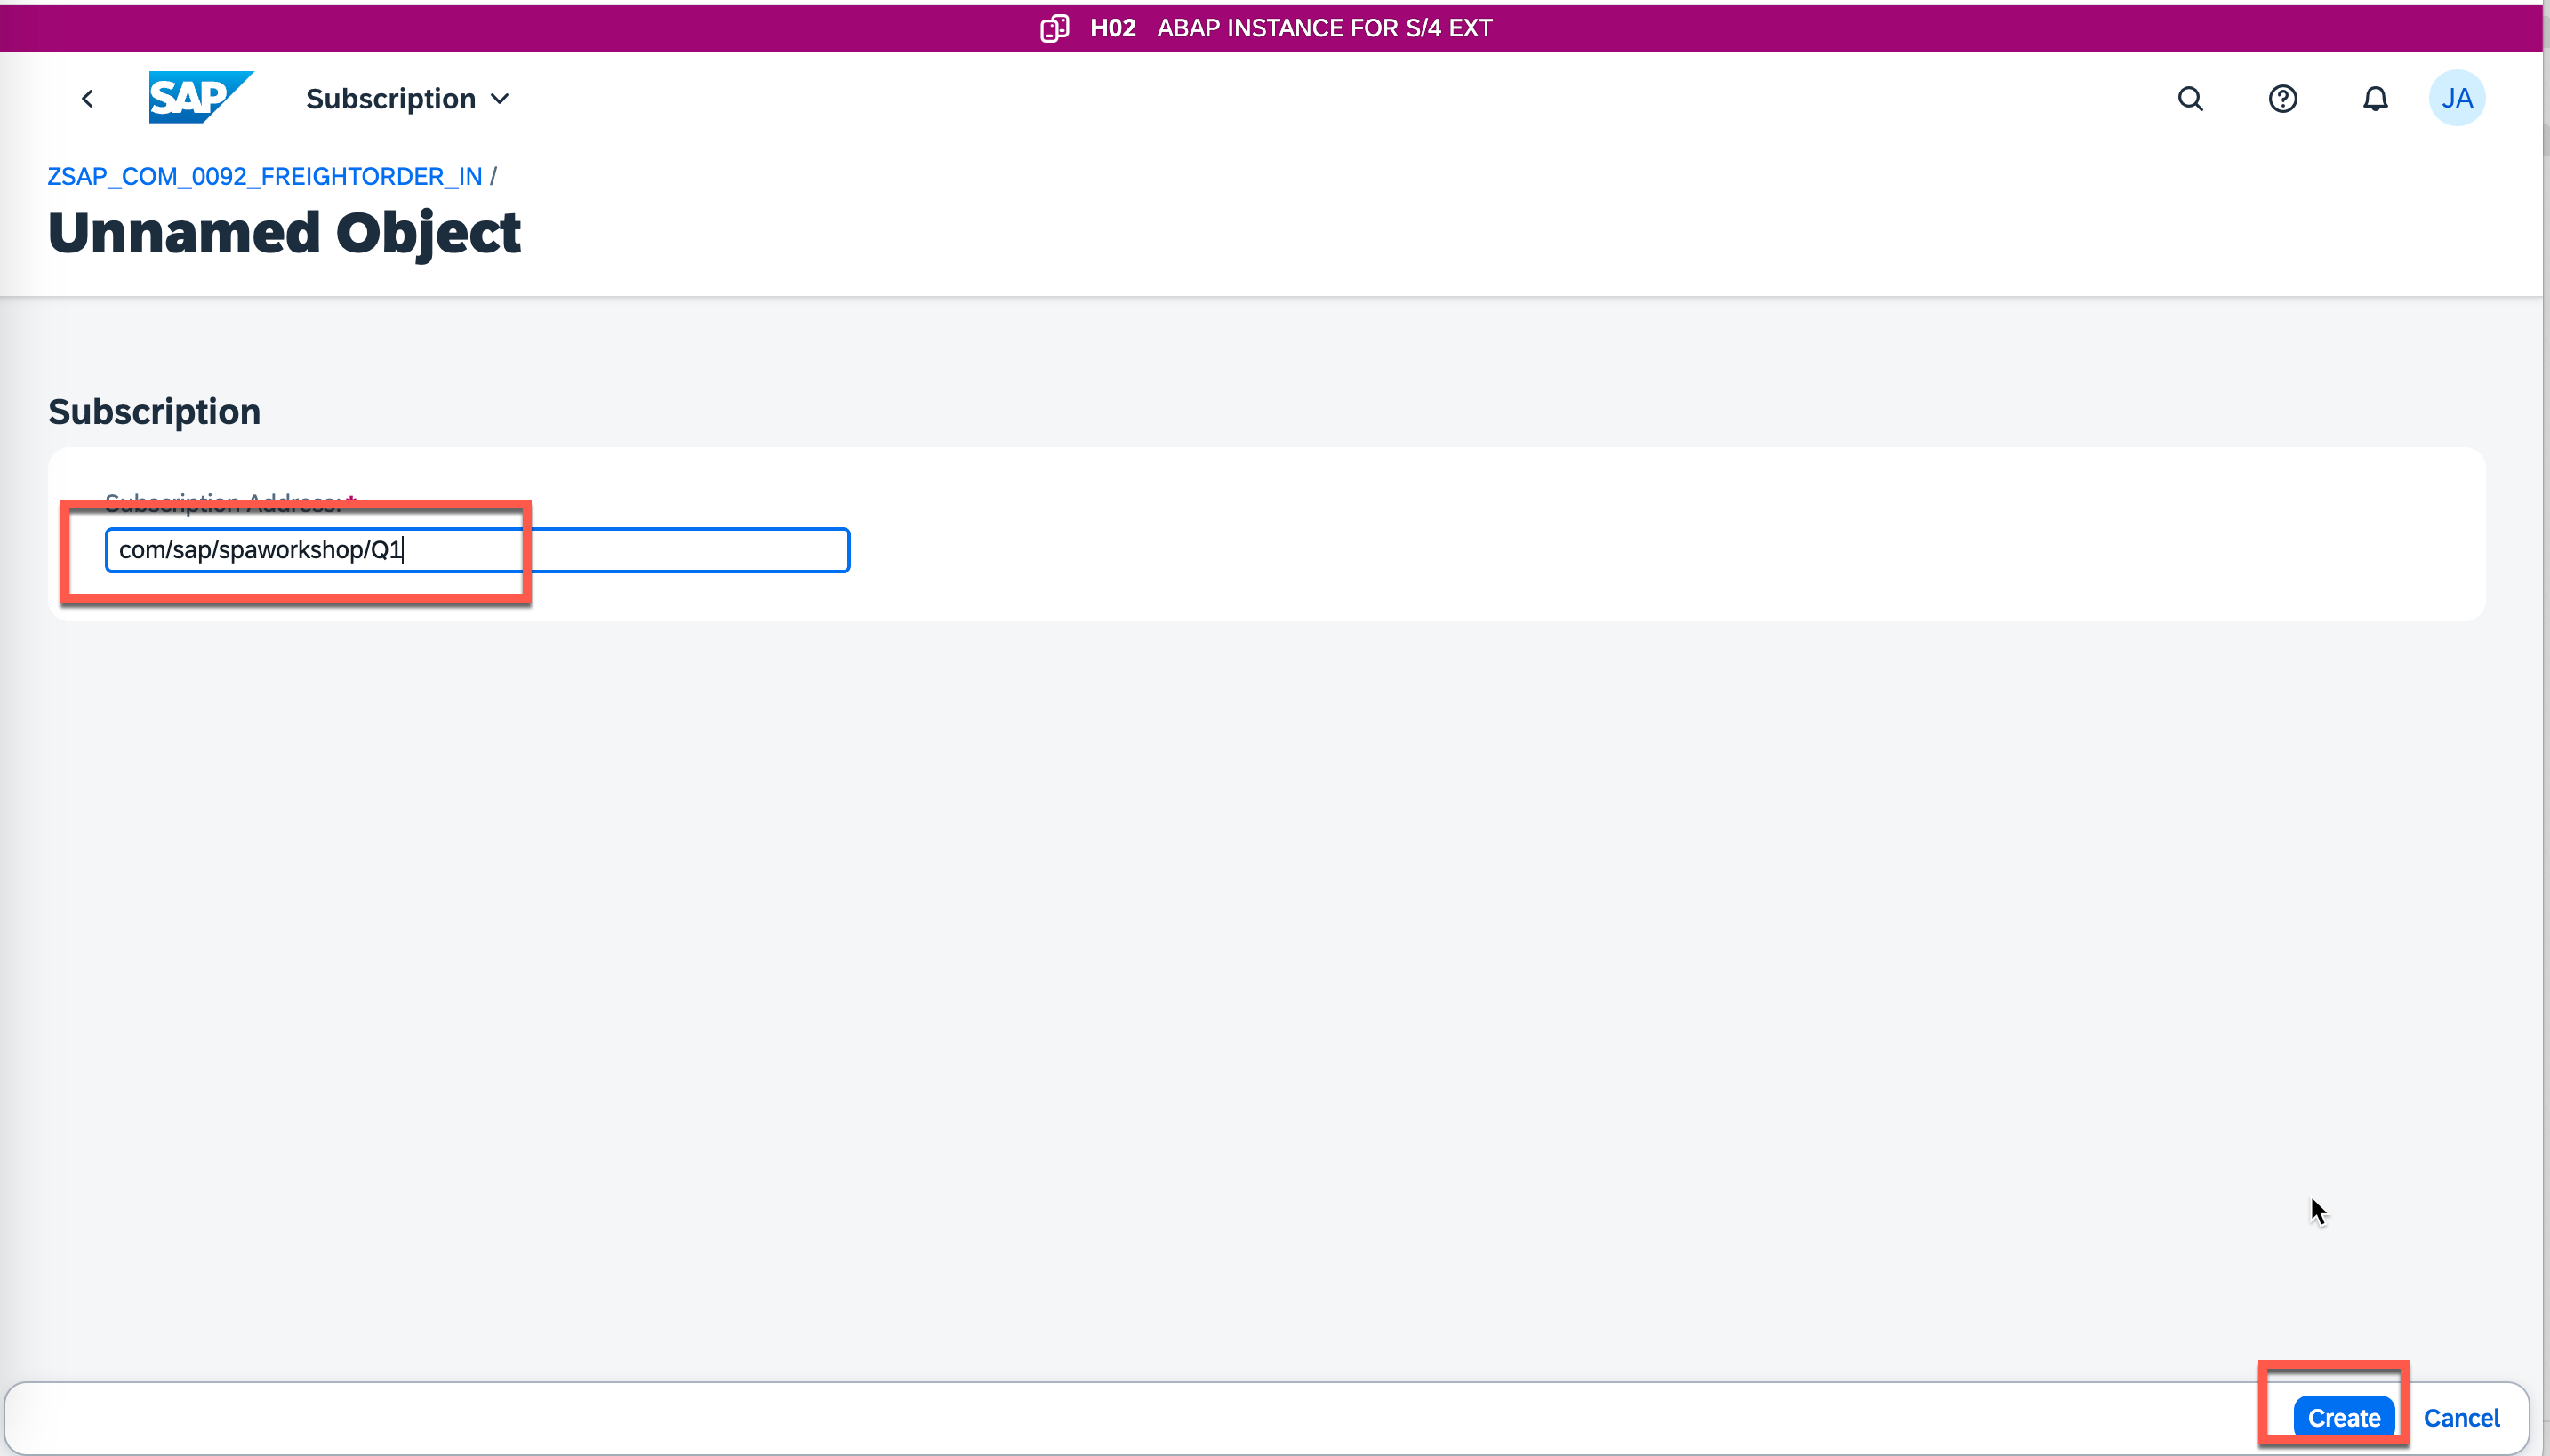 H02 ABAP INSTANCE FOR S/4 EXT
SAP Subscription JA
ZSAP_COM_0092_FREIGHTORDER_IN /
Unnamed Object
Subscription
Subscription Address:*
com/sap/spaworkshop/Q1
Create Cancel